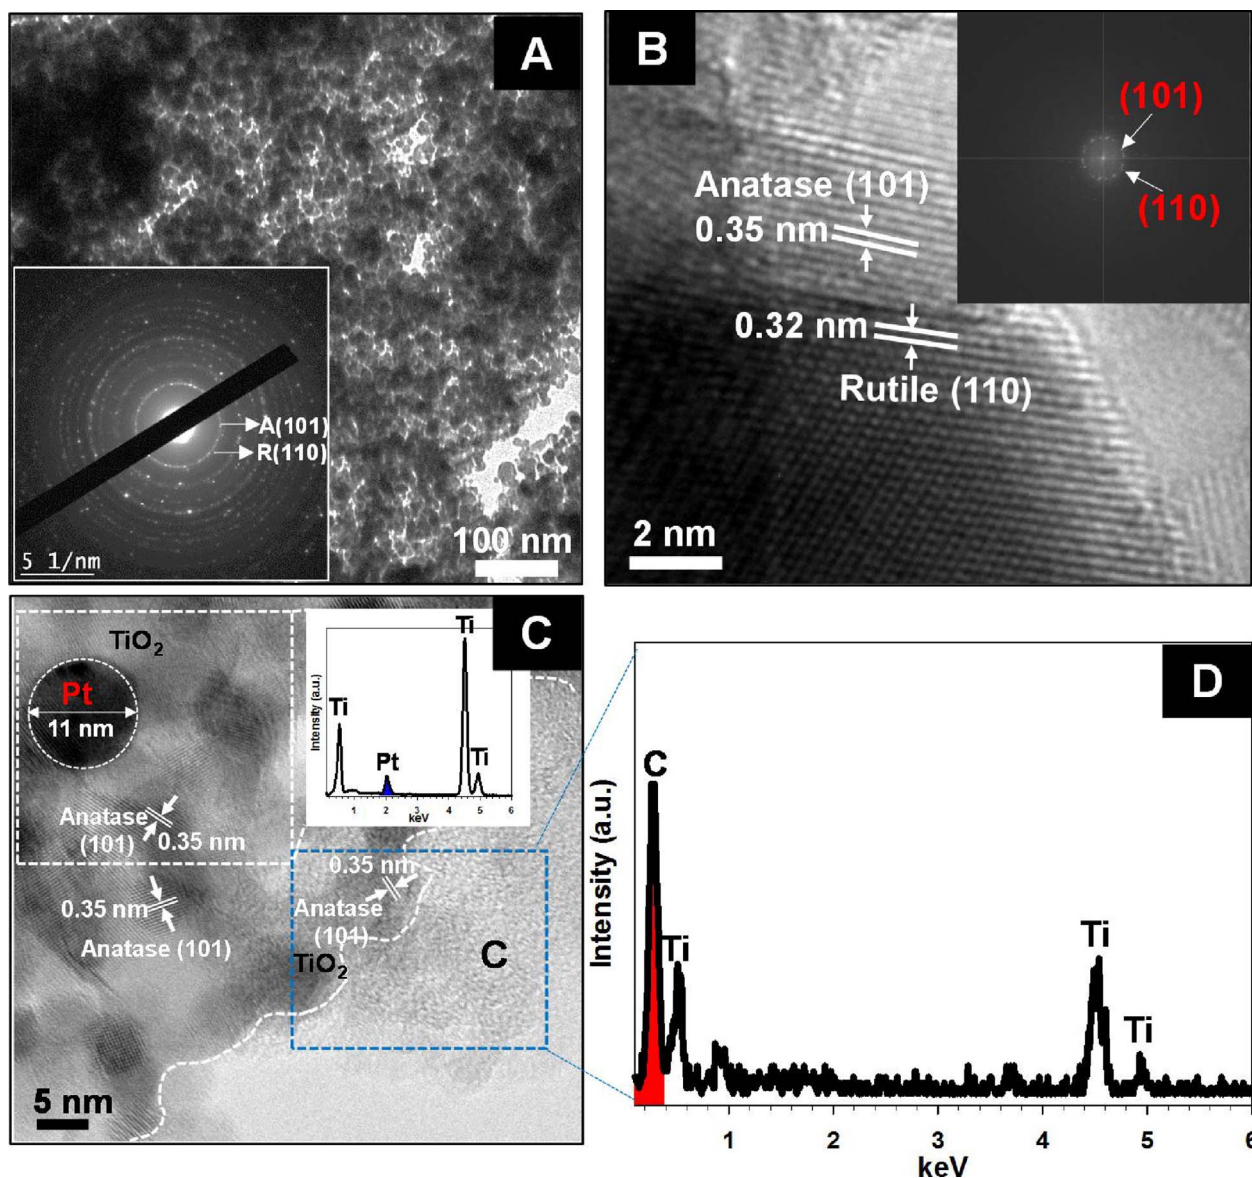 A
A(101)
R(110)
5 1/nm
100 nm
B
(101)
(110)
Anatase (101)
0.35 nm
0.32 nm
Rutile (110)
2 nm
C
TiO2
Pt
11 nm
Anatase
(101)
0.35 nm
0.35 nm
Anatase (101)
0.35 nm
Anatase
(101)
TiO2
C
5 nm
Intensity (a.u.)
Ti
Pt
Ti
Ti
1 2 3 4 5 6
keV
D
Intensity (a.u.)
C
Ti
Ti
Ti
1 2 3 4 5 6
keV